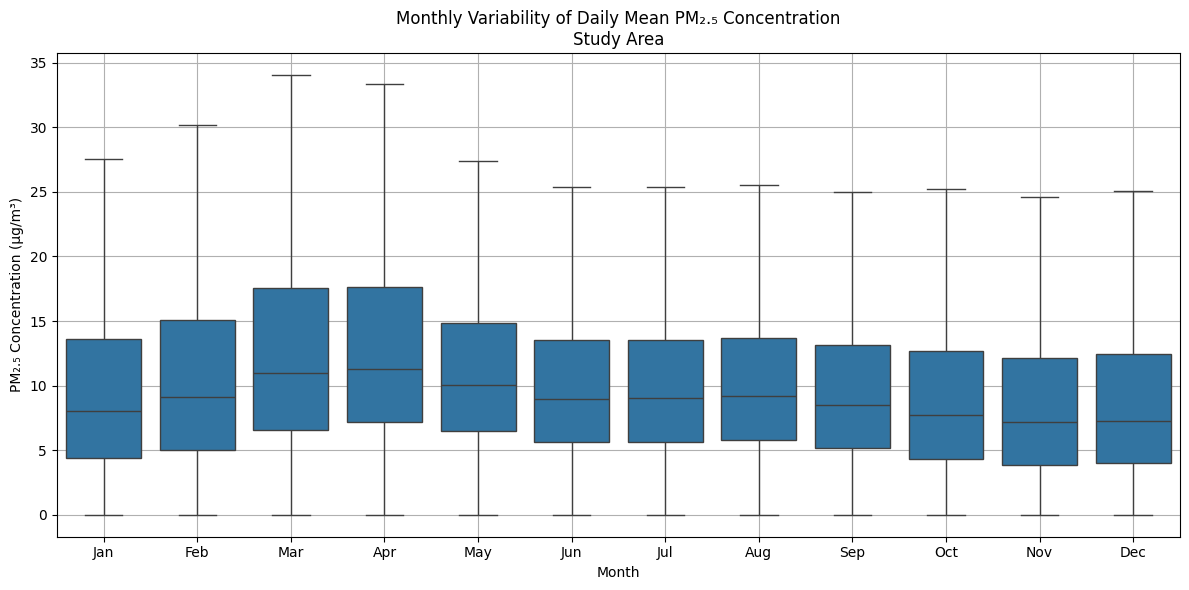 Monthly Variability of Daily Mean PM₂.₅ Concentration
Study Area
PM₂.₅ Concentration (µg/m³)
35
30
25
20
15
10
5
0
Jan Feb Mar Apr May Jun Jul Aug Sep Oct Nov Dec
Month